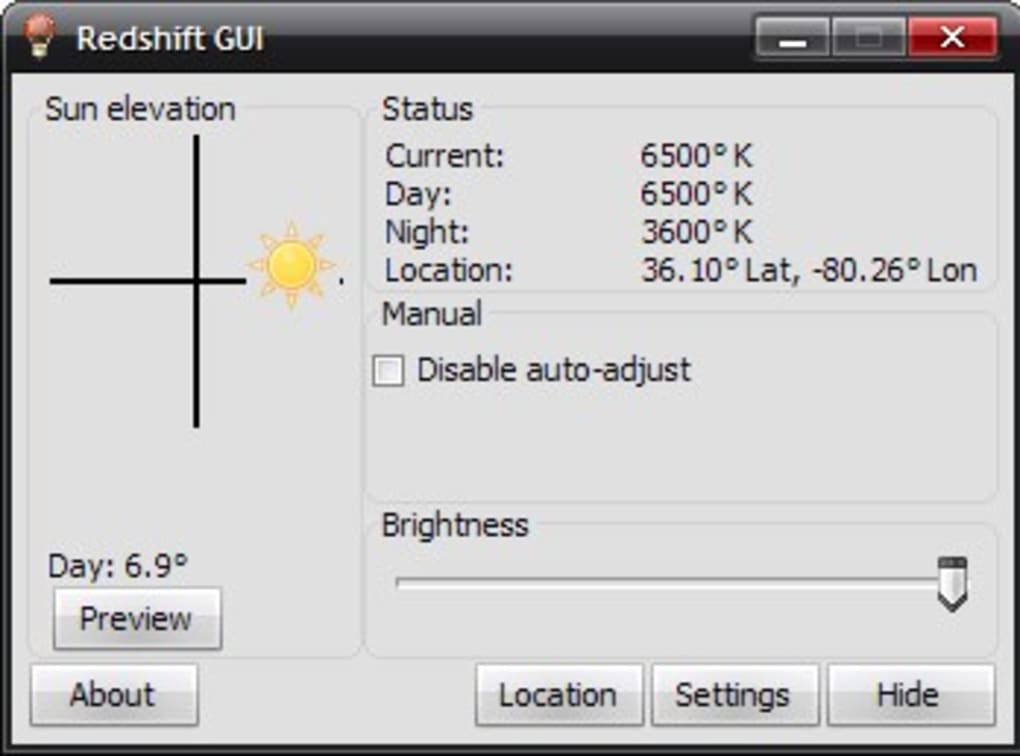 Redshift GUI
Sun elevation
Day: 6.9°
Preview
Status
Current: 6500° K
Day: 6500° K
Night: 3600° K
Location: 36.10° Lat, -80.26° Lon
Manual
Disable auto-adjust
Brightness
About
Location
Settings
Hide